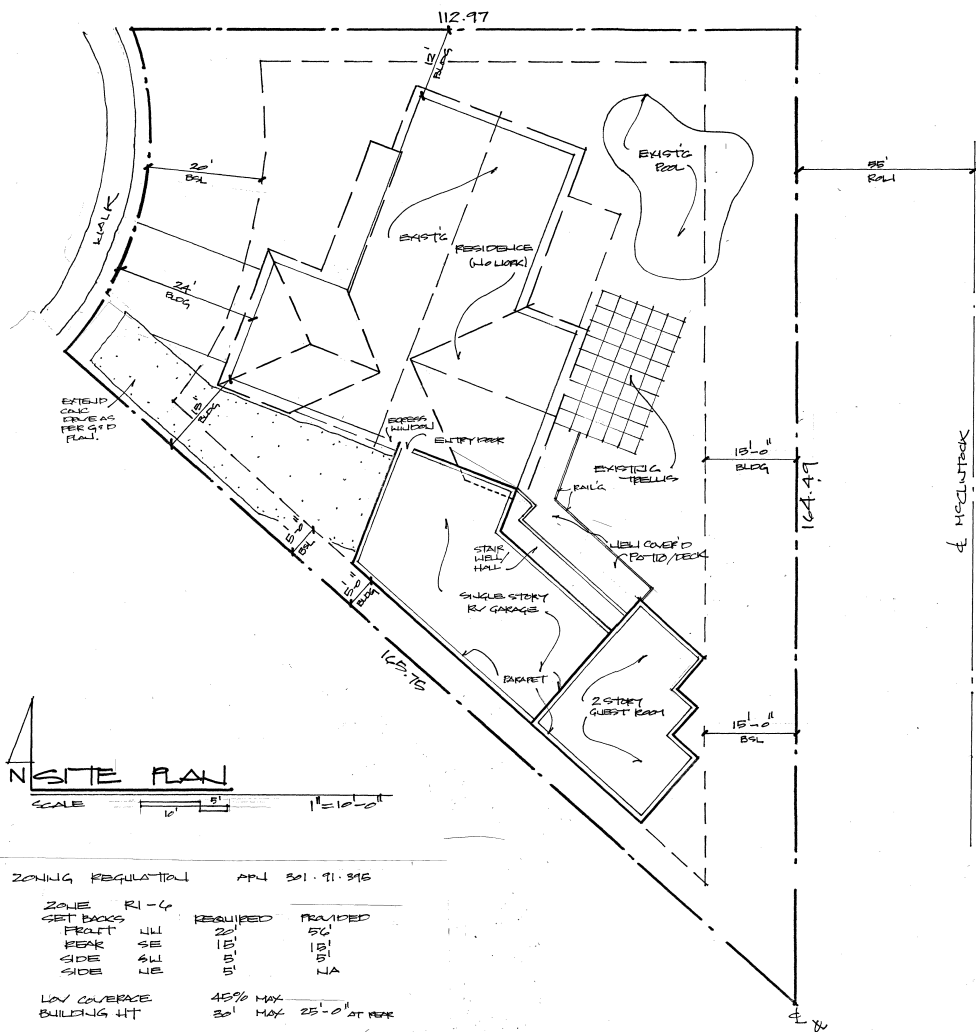 112.97
12'
BLDG
20'
BSL
WALK
EXIST'G
POOL
55'
ROW
EXIST'G
RESIDENCE
(NO WORK)
24'
BLDG
15'
BLDG
EXTEND
CONC
DRIVE AS
PER G&D
PLAN.
EGRESS
WINDOW
ENTRY DOOR
EXISTING
TRELLIS
RAIL'G
15'-0"
BLDG
164.49
℄ MCCLINTOCK
5'-0"
BSL
STAIR
WELL/
HALL
NEW COVER'D
PATIO/DECK
5'-0"
BLDG
SINGLE STORY
RV GARAGE
165.75
PARAPET
2 STORY
GUEST ROOM
15'-0"
BSL
N
SITE PLAN
SCALE
10'
5'
1"=10'-0"
ZONING REGULATION APN 301.91.395
ZONE R1-6
SET BACKS REQUIRED PROVIDED
FRONT NW 20' 56'
REAR SE 15' 15'
SIDE SW 5' 5'
SIDE NE 5' NA
LOV COVERAGE 45% MAX
BUILDING HT 30' MAX 25'-0" AT REAR
℄